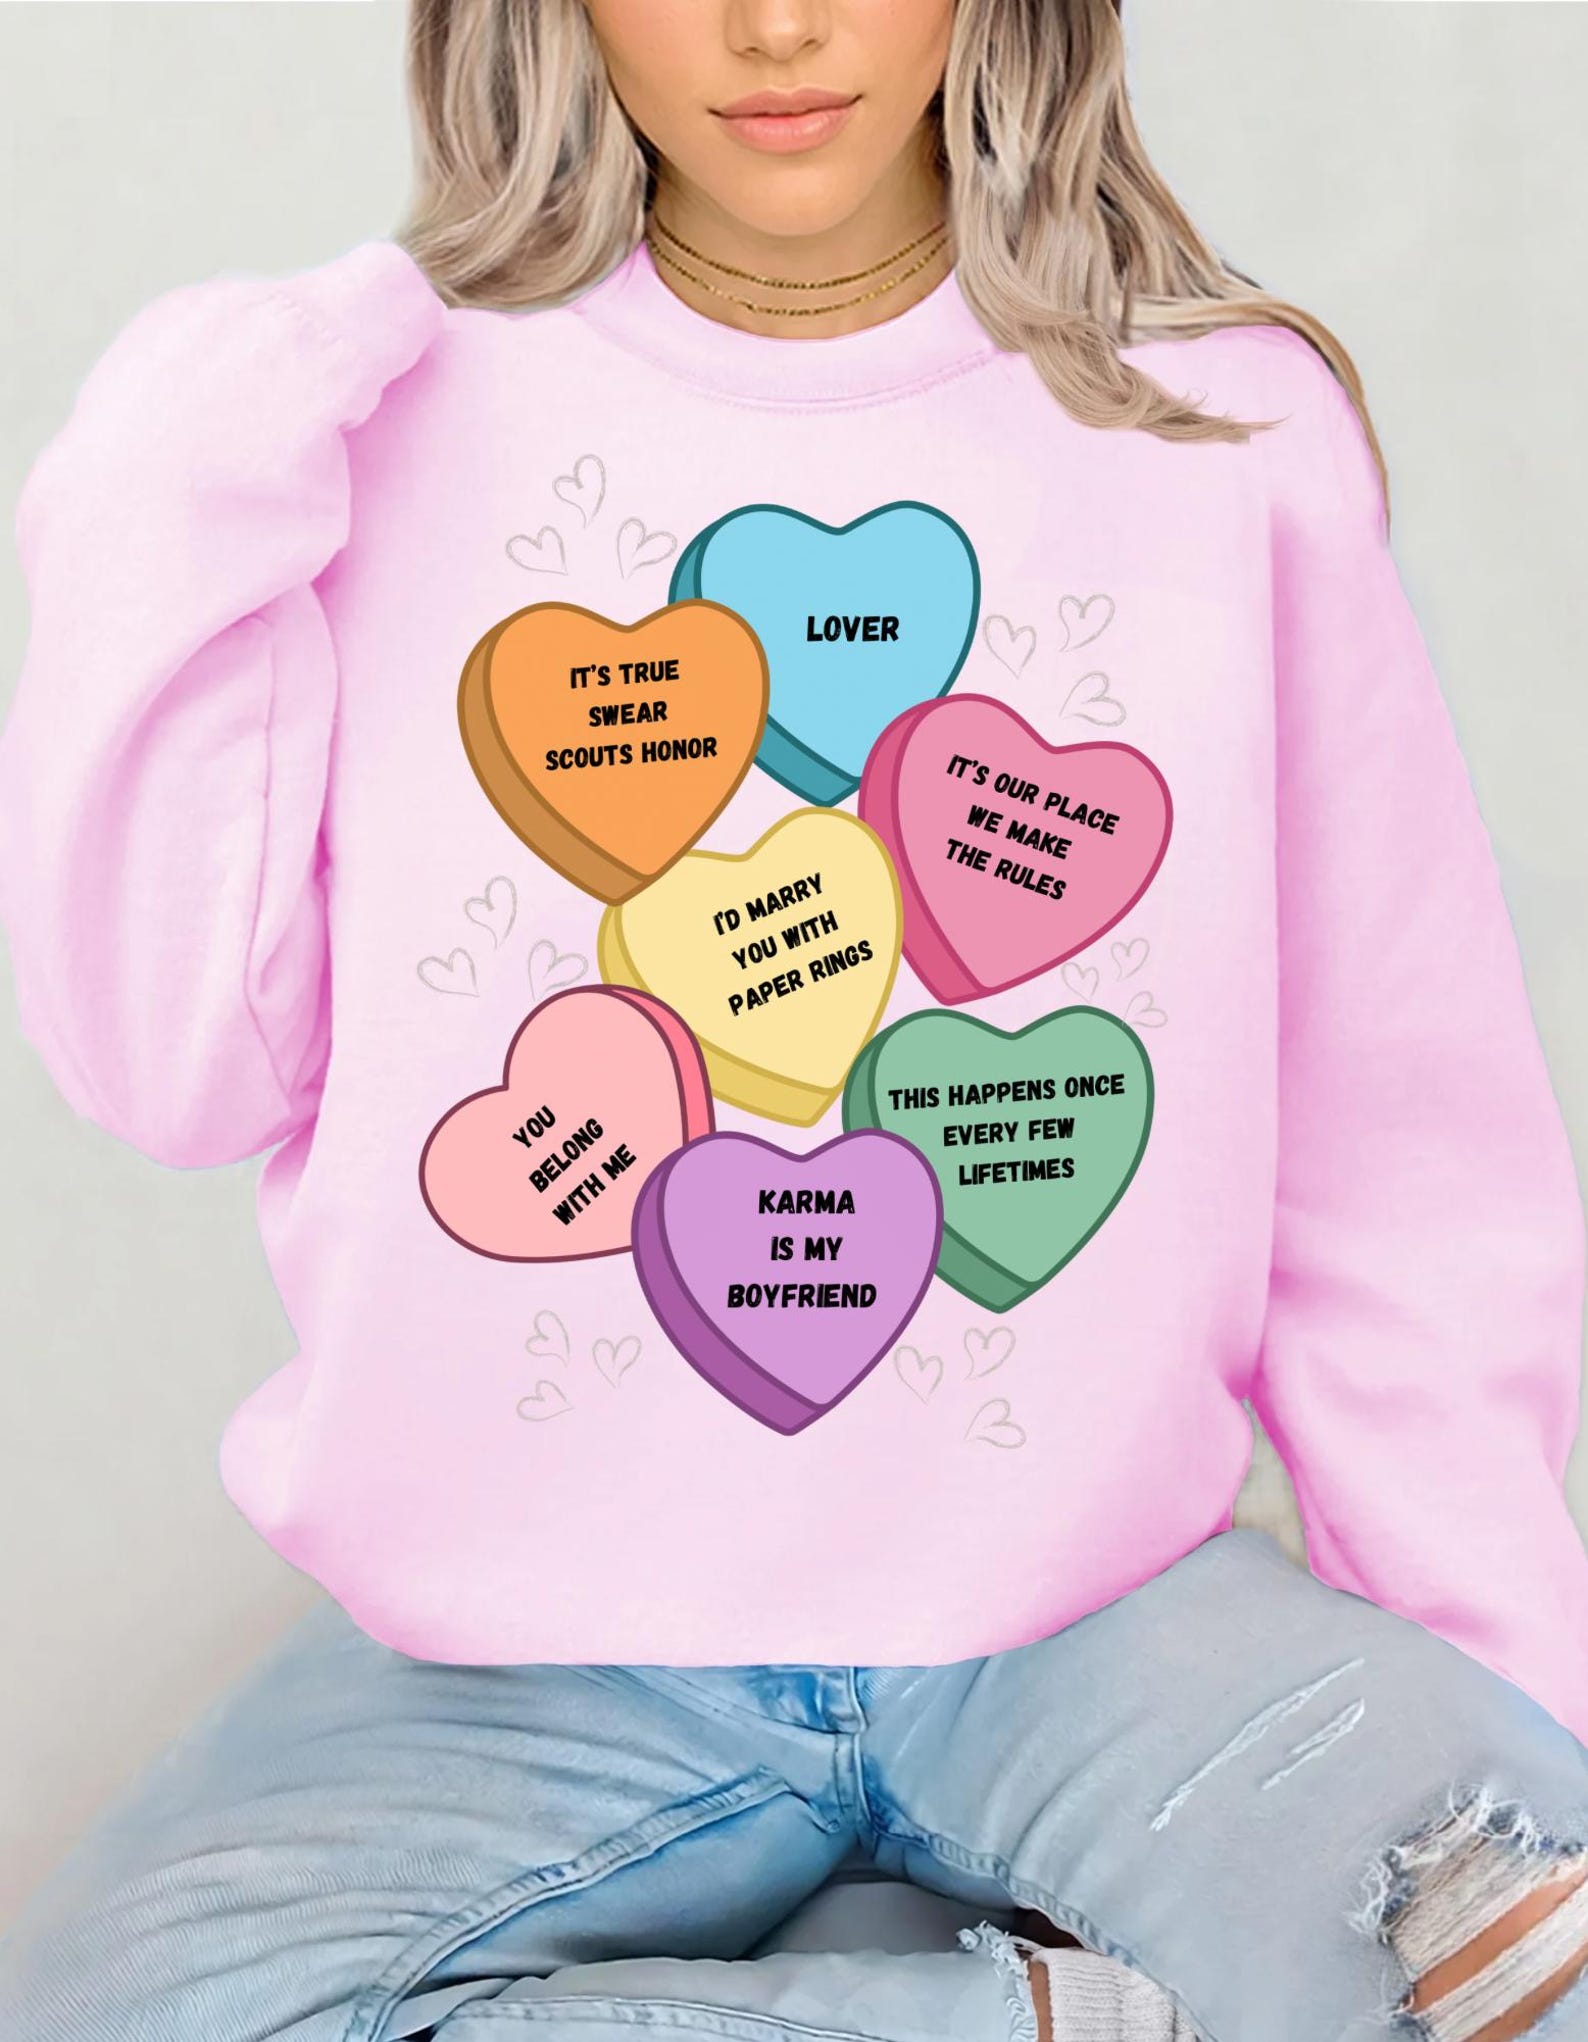 LOVER
IT'S TRUE
SWEAR
SCOUTS HONOR
IT'S OUR PLACE
WE MAKE
THE RULES
I'D MARRY
YOU WITH
PAPER RINGS
YOU
BELONG
WITH ME
THIS HAPPENS ONCE
EVERY FEW
LIFETIMES
KARMA
IS MY
BOYFRIEND